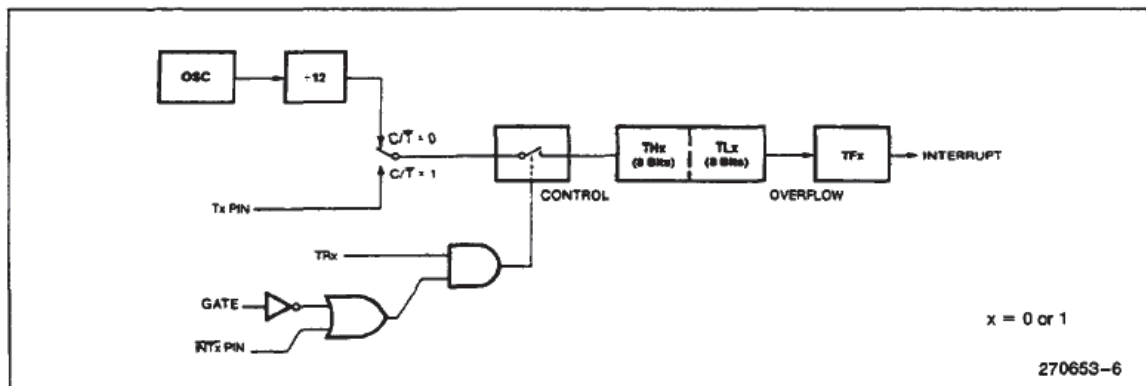 OSC
÷12
C/T̅ = 0
C/T̅ = 1
Tx PIN
CONTROL
THx
(8 Bits)
TLx
(8 Bits)
OVERFLOW
TFx
INTERRUPT
TRx
GATE
I̅N̅T̅x̅ PIN
x = 0 or 1
270653–6